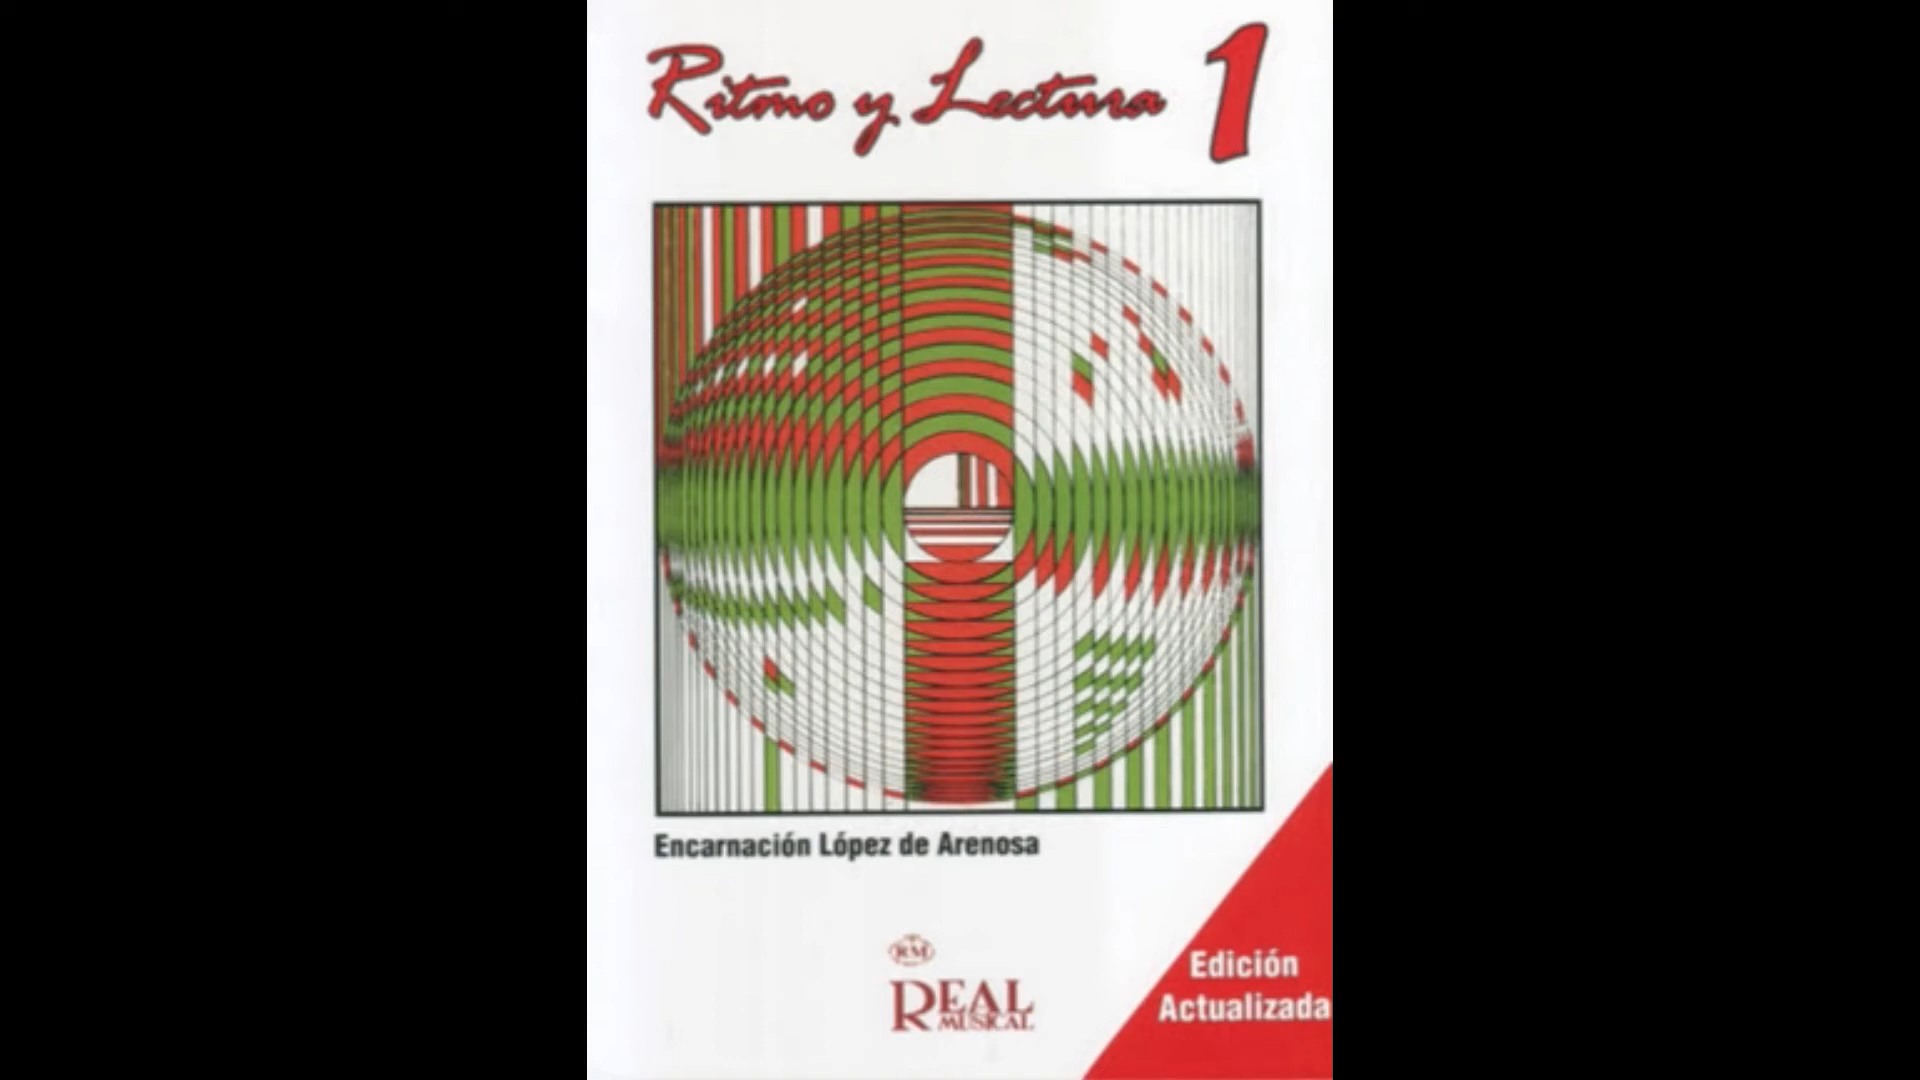 Ritmo y Lectura 1
Encarnación López de Arenosa
RM
REAL
MUSICAL
Edición
Actualizada